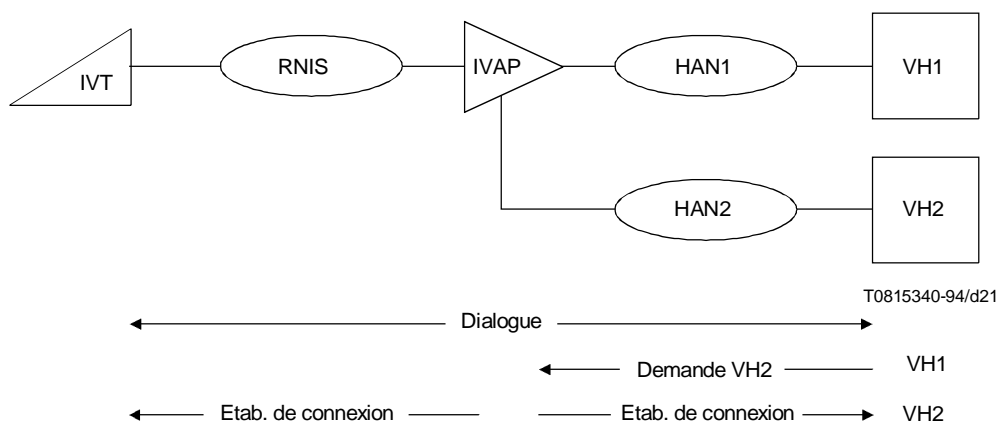 IVT
RNIS
IVAP
HAN1
VH1
HAN2
VH2
T0815340-94/d21
Dialogue
Demande VH2 VH1
Etab. de connexion Etab. de connexion VH2